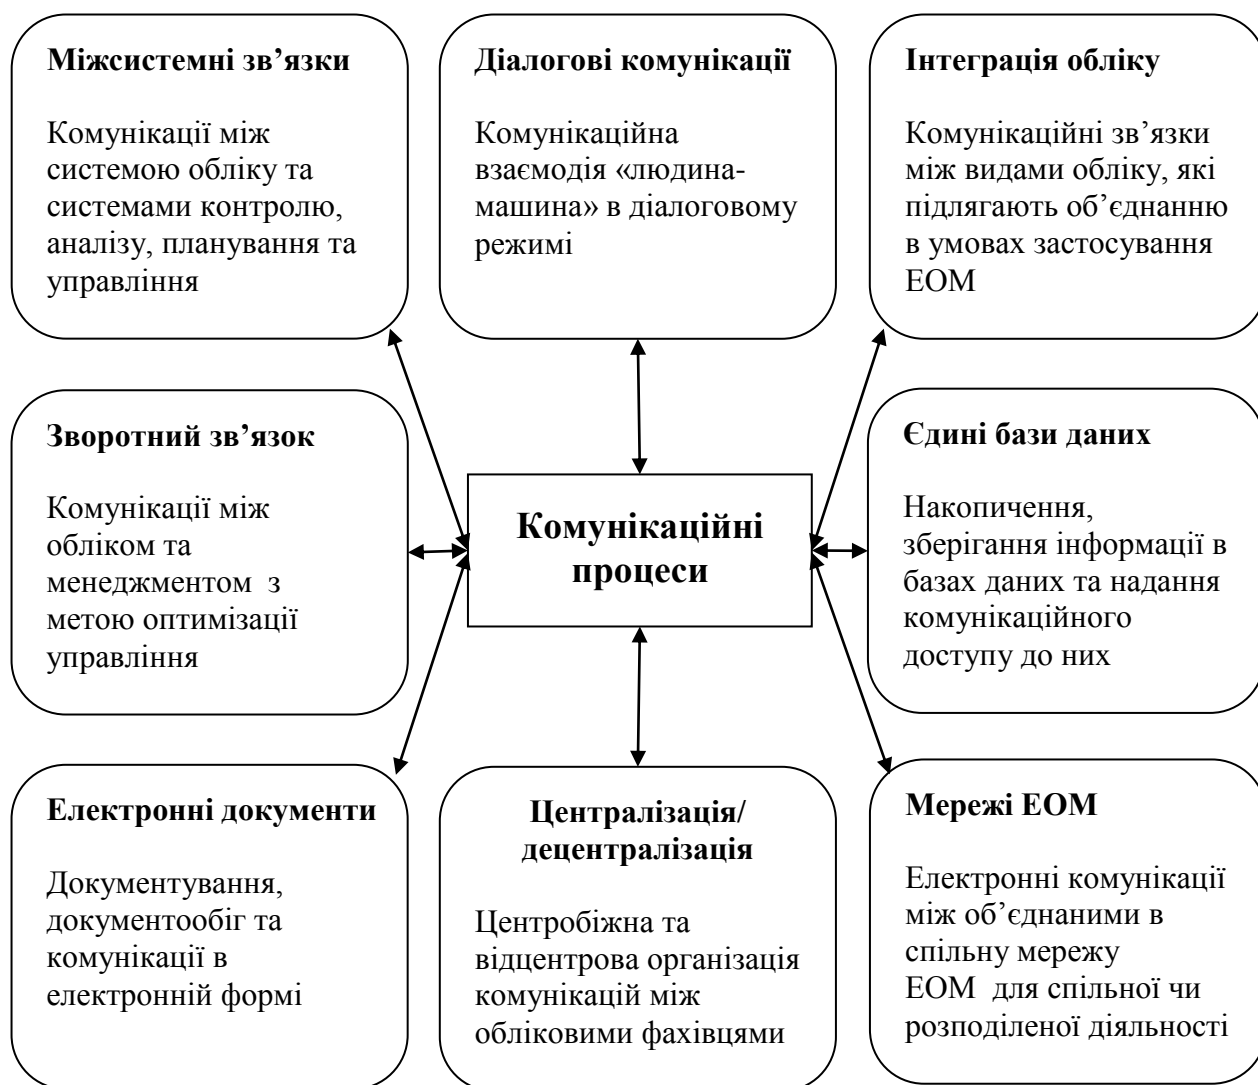 Міжсистемні зв’язки
Комунікації між
системою обліку та
системами контролю,
аналізу, планування та
управління
Діалогові комунікації
Комунікаційна
взаємодія «людина-
машина» в діалоговому
режимі
Інтеграція обліку
Комунікаційні зв’язки
між видами обліку, які
підлягають об’єднанню
в умовах застосування
ЕОМ
Зворотний зв’язок
Комунікації між
обліком та
менеджментом з
метою оптимізації
управління
Комунікаційні
процеси
Єдині бази даних
Накопичення,
зберігання інформації в
базах даних та надання
комунікаційного
доступу до них
Електронні документи
Документування,
документообіг та
комунікації в
електронній формі
Централізація/
децентралізація
Центробіжна та
відцентрова організація
комунікацій між
обліковими фахівцями
Мережі ЕОМ
Електронні комунікації
між об’єднаними в
спільну мережу
ЕОМ для спільної чи
розподіленої діяльності